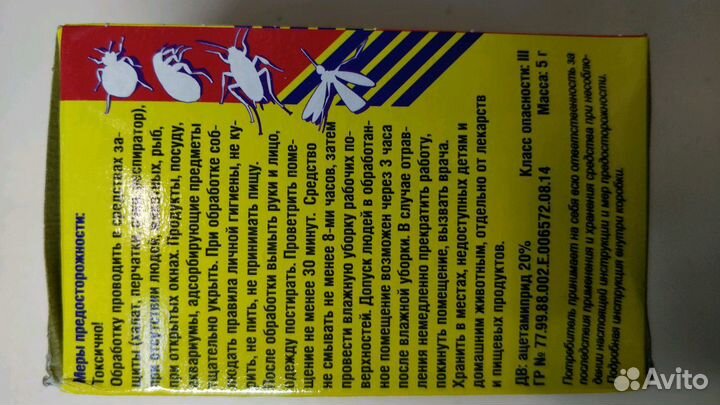 Меры предосторожности:
Токсично!
Обработку проводить в средствах за-
щиты (халат, перчатки, очки, респиратор),
при отсутствии людей, животных, рыб,
при открытых окнах. Продукты, посуду,
аквариумы, адсорбирующие предметы
тщательно укрыть. При обработке соб-
людать правила личной гигиены, не ку-
рить, не пить, не принимать пищу.
После обработки вымыть руки и лицо,
одежду постирать. Проветрить поме-
щение не менее 30 минут. Средство
не смывать не менее 8-ми часов, затем
провести влажную уборку рабочих по-
верхностей. Допуск людей в обработан-
ное помещение возможен через 3 часа
после влажной уборки. В случае отрав-
ления немедленно прекратить работу,
покинуть помещение, вызвать врача.
Хранить в местах, недоступных детям и
домашним животным, отдельно от лекарств
и пищевых продуктов.
ДВ: ацетамиприд 20% Класс опасности: III
ГР № 77.99.88.002.Е.006572.08.14 Масса: 5 г
Потребитель принимает на себя всю ответственность за
последствия применения и хранения средства при несоблю-
дении настоящей инструкции и мер предосторожности.
Подробная инструкция внутри коробки.
Avito